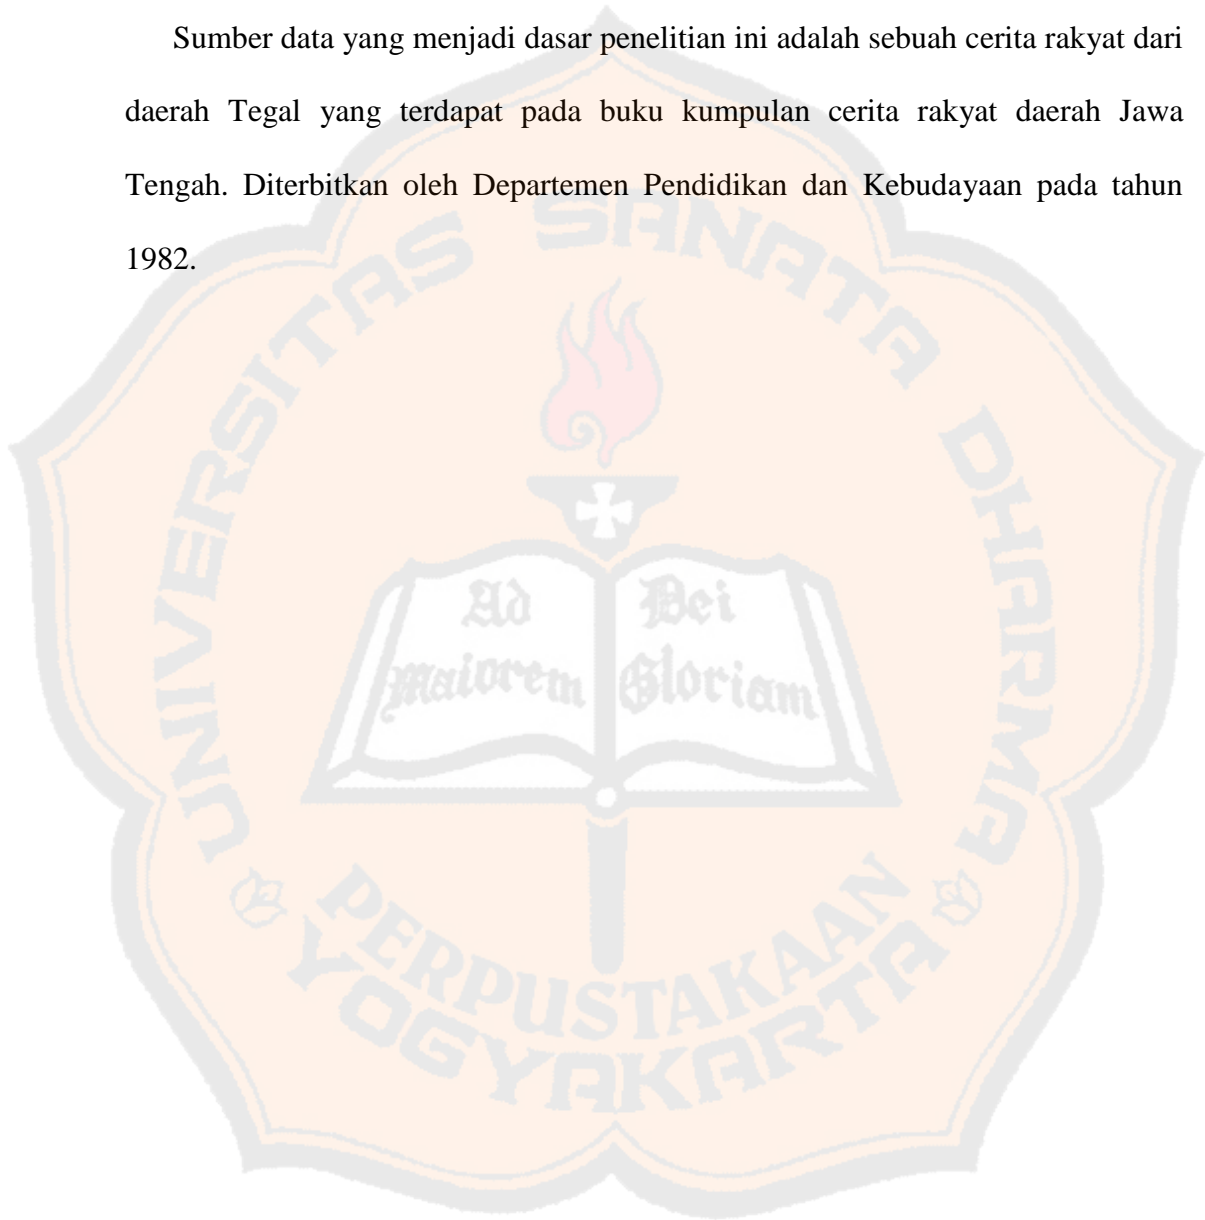 Sumber data yang menjadi dasar penelitian ini adalah sebuah cerita rakyat dari
daerah Tegal yang terdapat pada buku kumpulan cerita rakyat daerah Jawa
Tengah. Diterbitkan oleh Departemen Pendidikan dan Kebudayaan pada tahun
1982.
UNIVERSITAS SANATA DHARMA
Ad
Maiorem
Dei
Gloriam
PERPUSTAKAAN
YOGYAKARTA